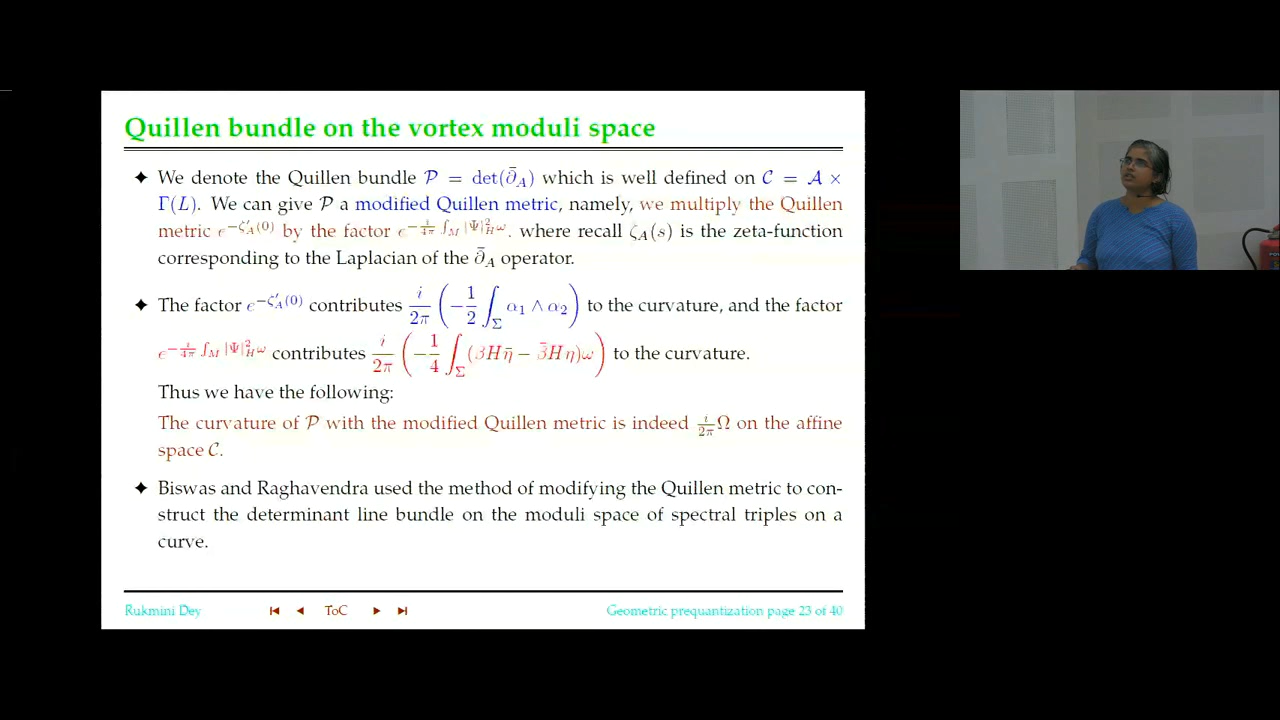 Quillen bundle on the vortex moduli space
✦ We denote the Quillen bundle 𝒫 = det(∂̄_A) which is well defined on 𝒞 = 𝒜 ×
Γ(L). We can give 𝒫 a modified Quillen metric, namely, we multiply the Quillen
metric e^{−ζ′_A(0)} by the factor e^{−\frac{i}{4π} ∫_M |Ψ|²_H ω}. where recall ζ_A(s) is the zeta-function
corresponding to the Laplacian of the ∂̄_A operator.
✦ The factor e^{−ζ′_A(0)} contributes \frac{i}{2π} (−\frac{1}{2} ∫_Σ α₁ ∧ α₂) to the curvature, and the factor
e^{−\frac{i}{4π} ∫_M |Ψ|²_H ω} contributes \frac{i}{2π} (−\frac{1}{4} ∫_Σ (βHη̄ − β̄Hη)ω) to the curvature.
Thus we have the following:
The curvature of 𝒫 with the modified Quillen metric is indeed \frac{i}{2π}Ω on the affine
space 𝒞.
✦ Biswas and Raghavendra used the method of modifying the Quillen metric to con-
struct the determinant line bundle on the moduli space of spectral triples on a
curve.
Rukmini Dey ToC Geometric prequantization page 23 of 40